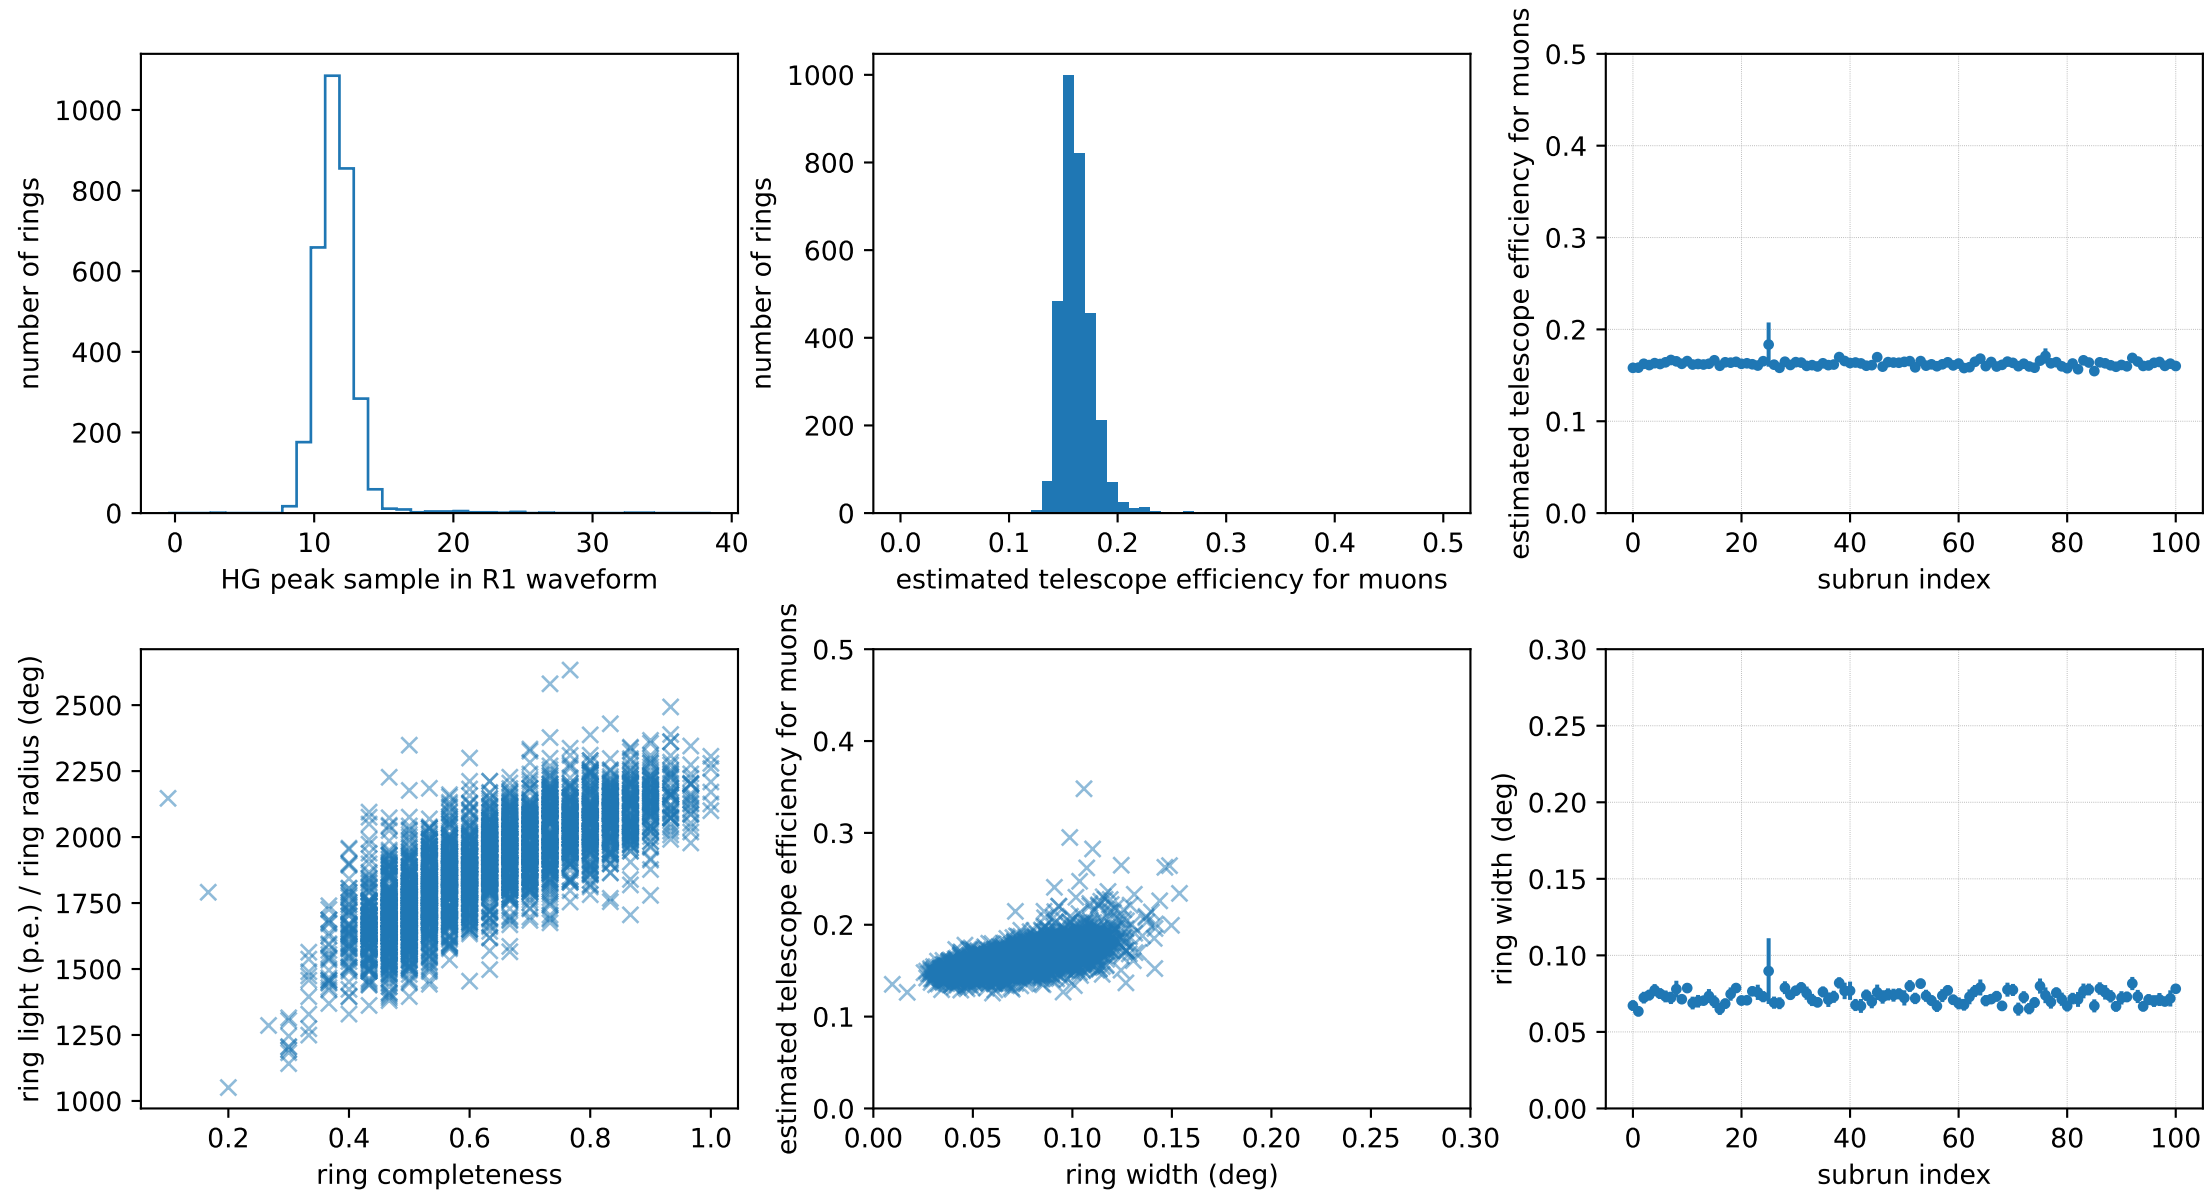 number of rings
1000
800
600
400
200
0
0 10 20 30 40
HG peak sample in R1 waveform
number of rings
1000
800
600
400
200
0
0.0 0.1 0.2 0.3 0.4 0.5
estimated telescope efficiency for muons
estimated telescope efficiency for muons
0.5
0.4
0.3
0.2
0.1
0.0
0 20 40 60 80 100
subrun index
ring light (p.e.) / ring radius (deg)
2500
2250
2000
1750
1500
1250
1000
0.2 0.4 0.6 0.8 1.0
ring completeness
estimated telescope efficiency for muons
0.5
0.4
0.3
0.2
0.1
0.0
0.00 0.05 0.10 0.15 0.20 0.25 0.30
ring width (deg)
ring width (deg)
0.30
0.25
0.20
0.15
0.10
0.05
0.00
0 20 40 60 80 100
subrun index